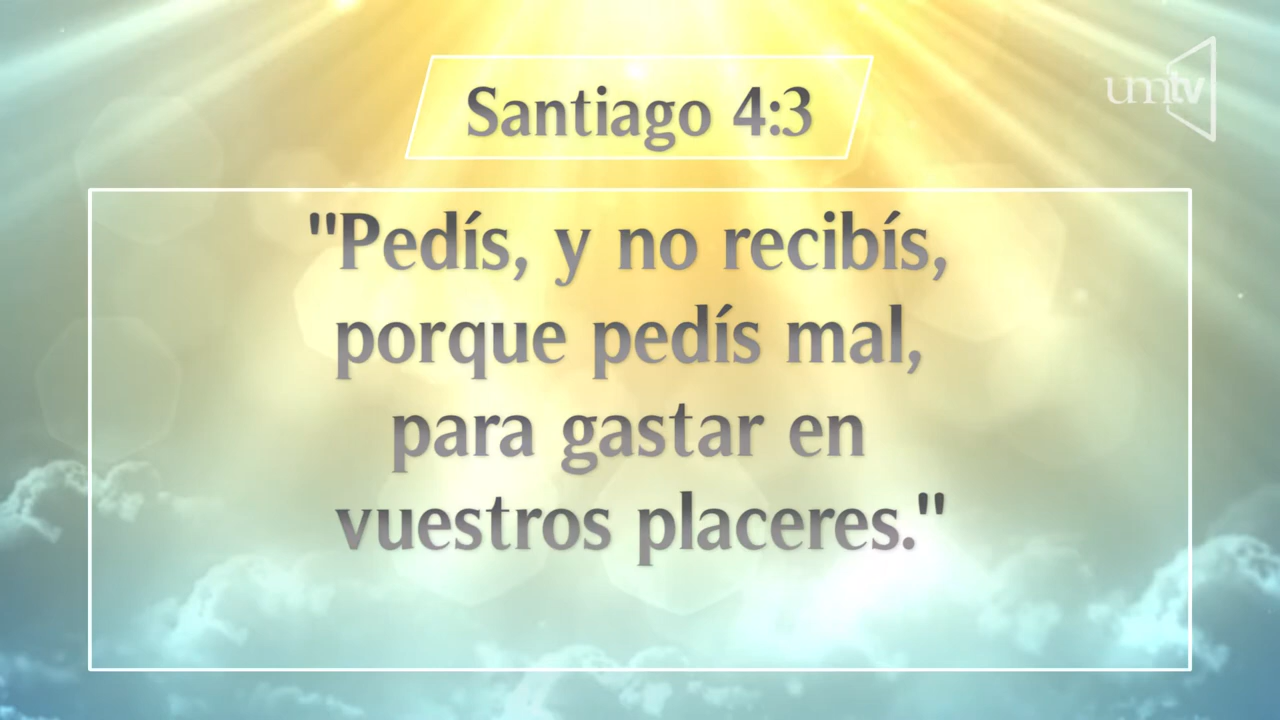 Santiago 4:3
umtv
"Pedís, y no recibís,
porque pedís mal,
para gastar en
vuestros placeres."